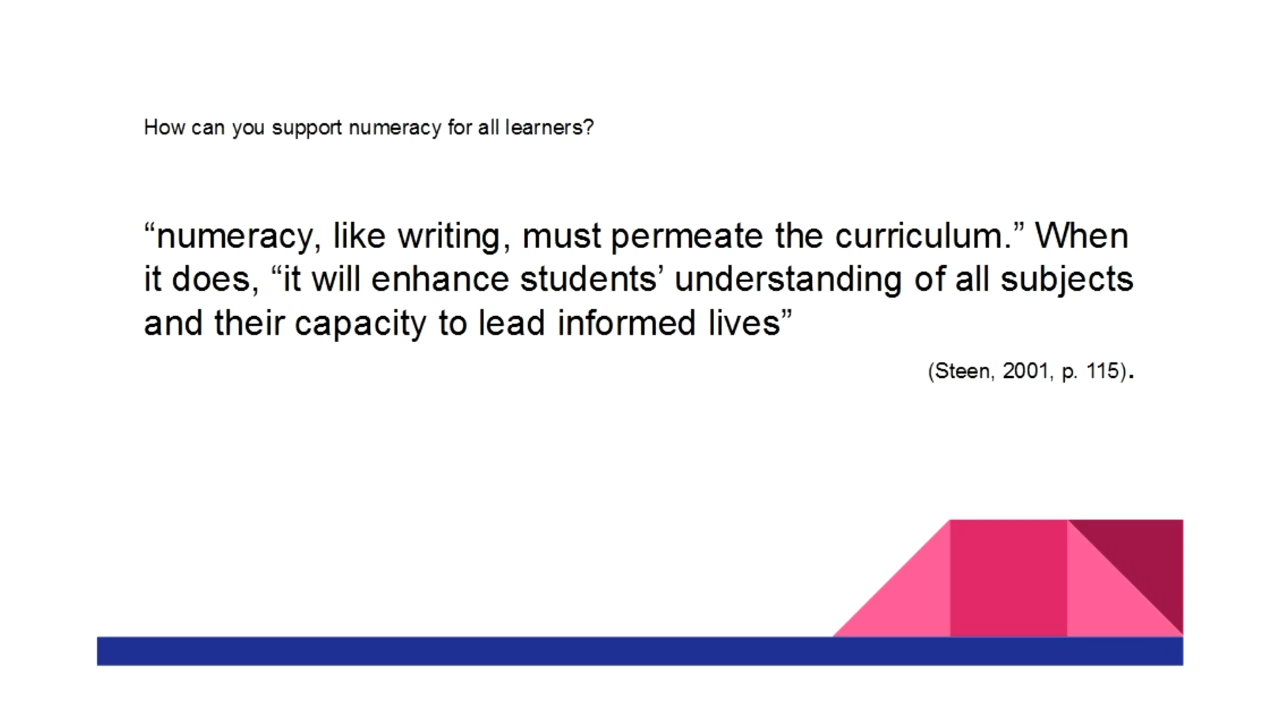 How can you support numeracy for all learners?
“numeracy, like writing, must permeate the curriculum.” When
it does, “it will enhance students’ understanding of all subjects
and their capacity to lead informed lives”
(Steen, 2001, p. 115).